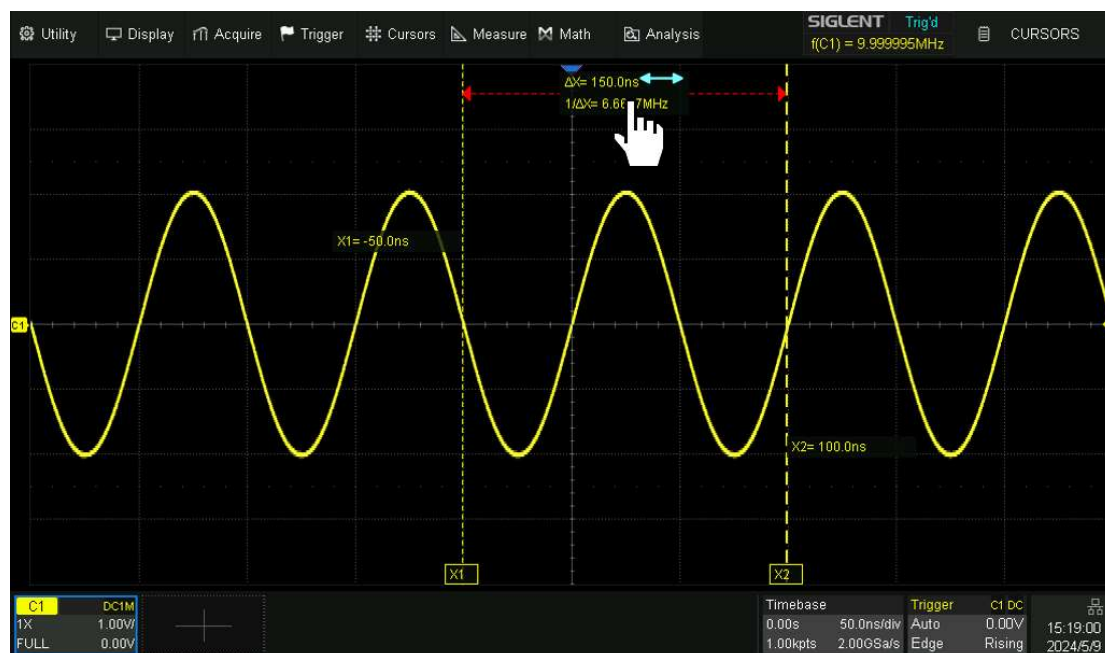 Utility Display Acquire Trigger Cursors Measure Math Analysis
SIGLENT Trig'd
f(C1) = 9.999995MHz
CURSORS
ΔX= 150.0ns
1/ΔX=
X1= -50.0ns
C1
X2= 100.0ns
X1 X2
C1 DC1M
1X 1.00V/
FULL 0.00V
Timebase
0.00s 50.0ns/div
1.00kpts 2.00GSa/s
Trigger C1 DC
Auto 0.00V
Edge Rising
15:19:00
2024/5/9